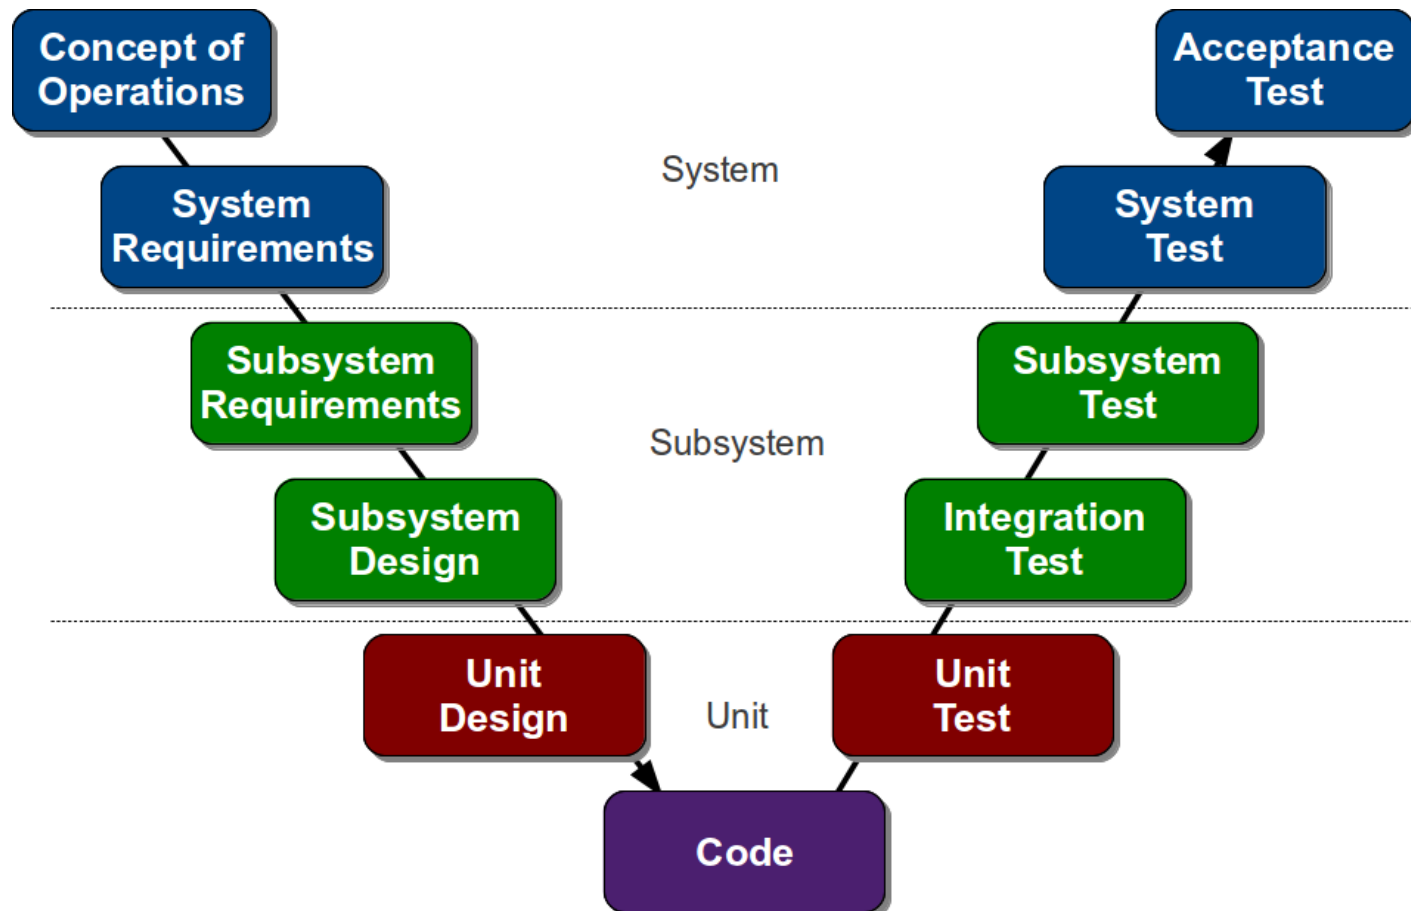 Concept of
Operations
Acceptance
Test
System
System
Requirements
System
Test
Subsystem
Requirements
Subsystem
Test
Subsystem
Subsystem
Design
Integration
Test
Unit
Design
Unit
Unit
Test
Code